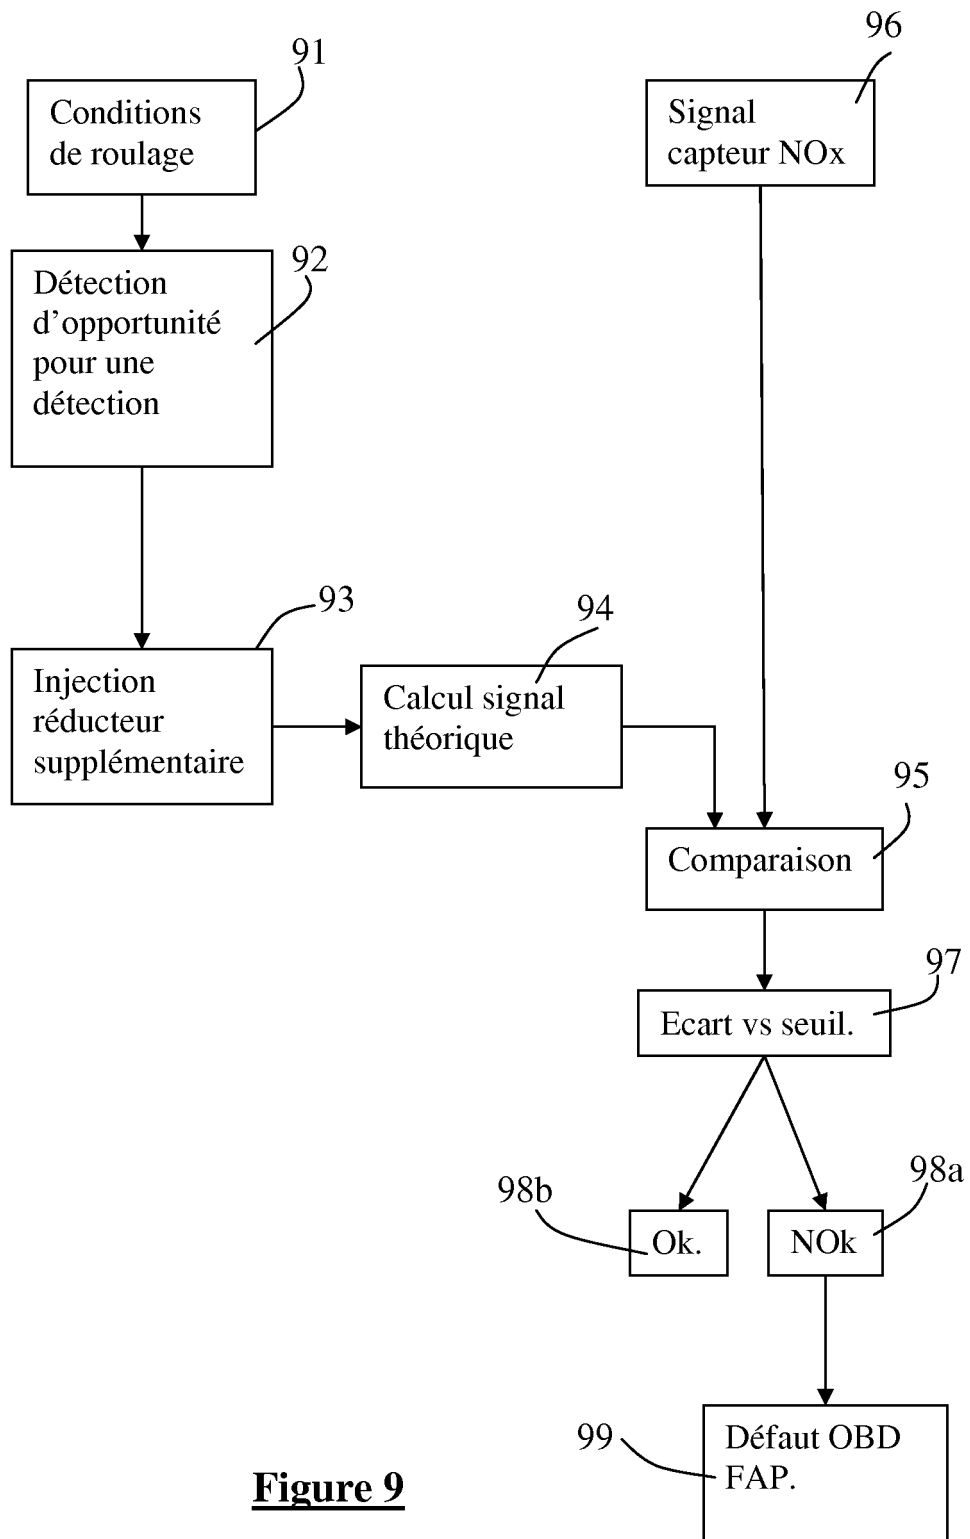 91
Conditions
de roulage
96
Signal
capteur NOx
92
Détection
d'opportunité
pour une
détection
93
Injection
réducteur
supplémentaire
94
Calcul signal
théorique
95
Comparaison
97
Ecart vs seuil.
98b
Ok.
98a
NOk
99
Défaut OBD
FAP.
Figure 9